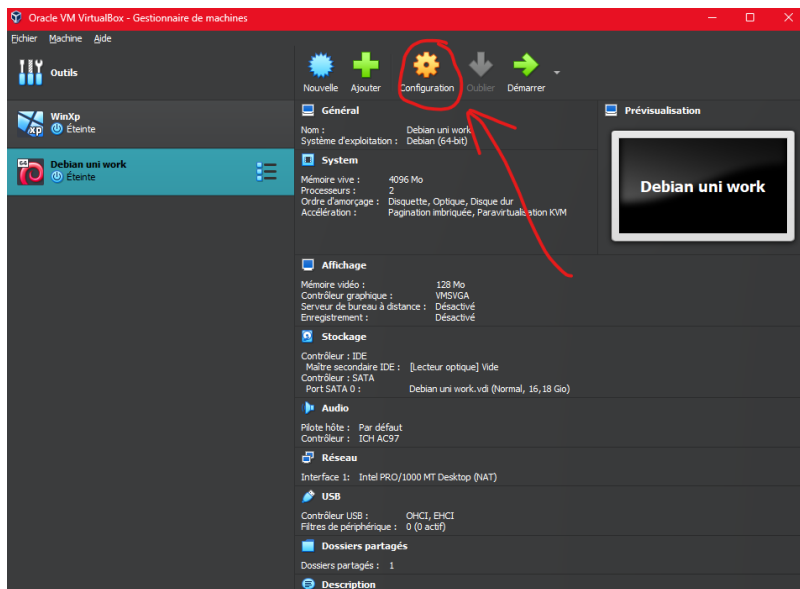 Oracle VM VirtualBox - Gestionnaire de machines
Fichier Machine Aide
Outils
WinXp
Éteinte
64
Debian uni work
Éteinte
Nouvelle Ajouter Configuration Oublier Démarrer
Général
Nom : Debian uni work
Système d'exploitation : Debian (64-bit)
System
Mémoire vive : 4096 Mo
Processeurs : 2
Ordre d'amorçage : Disquette, Optique, Disque dur
Accélération : Pagination imbriquée, Paravirtualisation KVM
Prévisualisation
Debian uni work
Affichage
Mémoire vidéo : 128 Mo
Contrôleur graphique : VMSVGA
Serveur de bureau à distance : Désactivé
Enregistrement : Désactivé
Stockage
Contrôleur : IDE
Maître secondaire IDE : [Lecteur optique] Vide
Contrôleur : SATA
Port SATA 0 : Debian uni work.vdi (Normal, 16,18 Gio)
Audio
Pilote hôte : Par défaut
Contrôleur : ICH AC97
Réseau
Interface 1: Intel PRO/1000 MT Desktop (NAT)
USB
Contrôleur USB : OHCI, EHCI
Filtres de périphérique : 0 (0 actif)
Dossiers partagés
Dossiers partagés : 1
Description